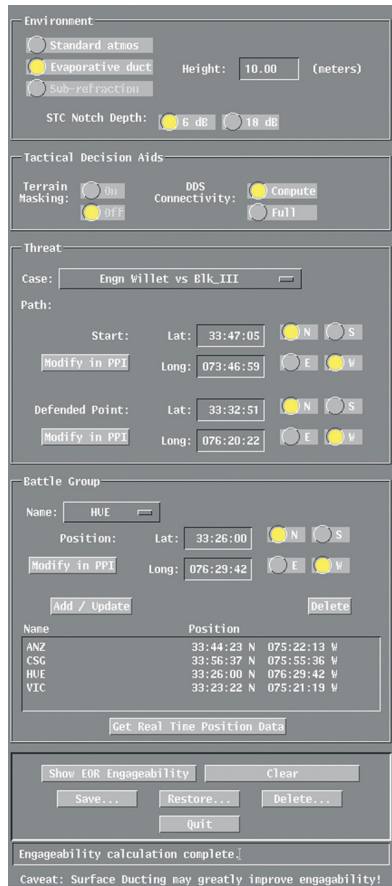 Environment
Standard atmos
Evaporative duct
Height: 10.00 (meters)
Sub-refraction
STC Notch Depth: 6 dB 18 dB
Tactical Decision Aids
Terrain Masking: On Off
DDS Connectivity: Compute Full
Threat
Case: Engn Willet vs Blk_III
Path:
Start: Lat: 33:47:05 N S
Modify in PPI Long: 073:46:59 E W
Defended Point: Lat: 33:32:51 N S
Modify in PPI Long: 076:20:22 E W
Battle Group
Name: HUE
Position: Lat: 33:26:00 N S
Modify in PPI Long: 076:29:42 E W
Add / Update Delete
Name Position
ANZ 33:44:23 N 075:22:13 W
CSG 33:56:37 N 075:55:36 W
HUE 33:26:00 N 076:29:42 W
VIC 33:23:22 N 075:21:19 W
Get Real Time Position Data
Show EOR Engageability Clear
Save... Restore... Delete...
Quit
Engageability calculation complete.
Caveat: Surface Ducting may greatly improve engagability!